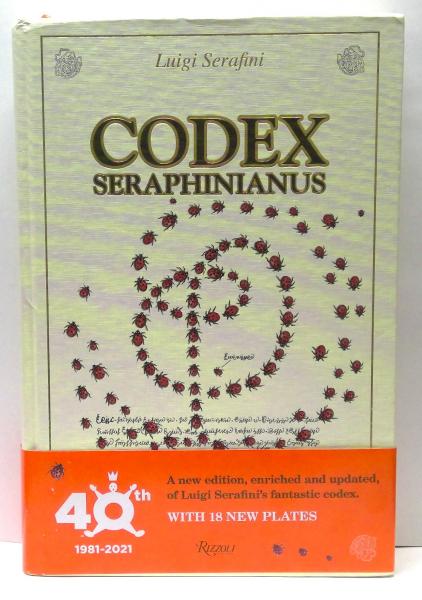 Luigi Serafini
CODEX
SERAPHINIANUS
40th
1981-2021
A new edition, enriched and updated,
of Luigi Serafini's fantastic codex.
WITH 18 NEW PLATES
RIZZOLI